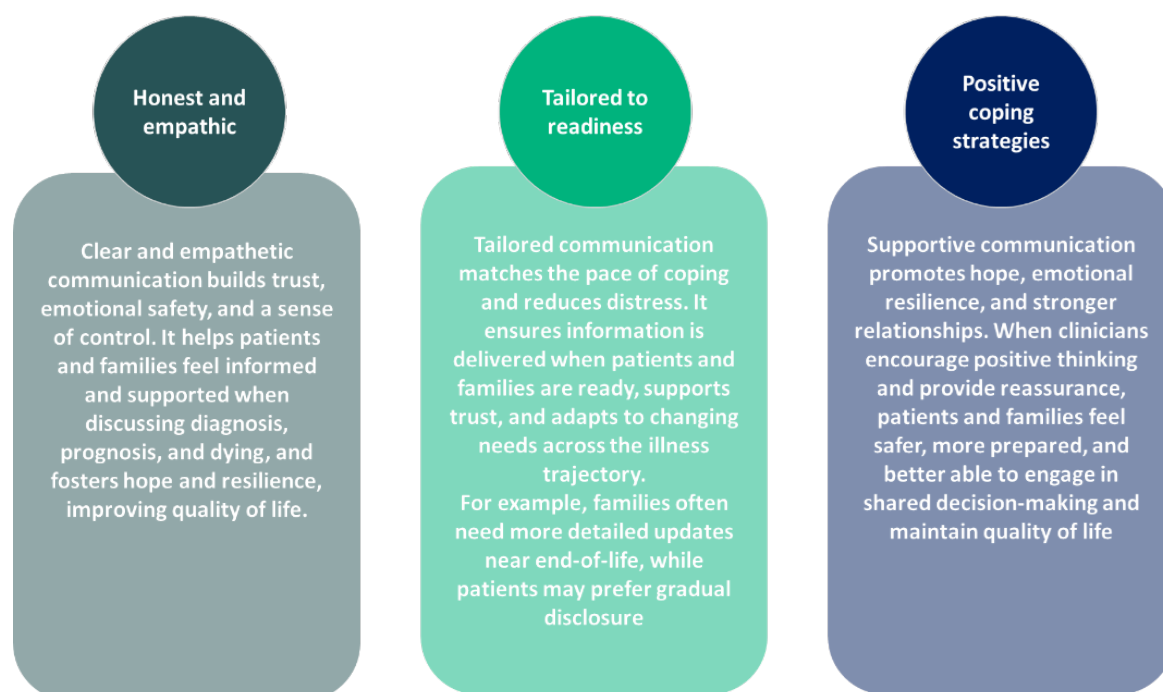 Honest and
empathic
Clear and empathetic
communication builds trust,
emotional safety, and a sense
of control. It helps patients
and families feel informed
and supported when
discussing diagnosis,
prognosis, and dying, and
fosters hope and resilience,
improving quality of life.
Tailored to
readiness
Tailored communication
matches the pace of coping
and reduces distress. It
ensures information is
delivered when patients and
families are ready, supports
trust, and adapts to changing
needs across the illness
trajectory.
For example, families often
need more detailed updates
near end-of-life, while
patients may prefer gradual
disclosure
Positive
coping
strategies
Supportive communication
promotes hope, emotional
resilience, and stronger
relationships. When clinicians
encourage positive thinking
and provide reassurance,
patients and families feel
safer, more prepared, and
better able to engage in
shared decision-making and
maintain quality of life